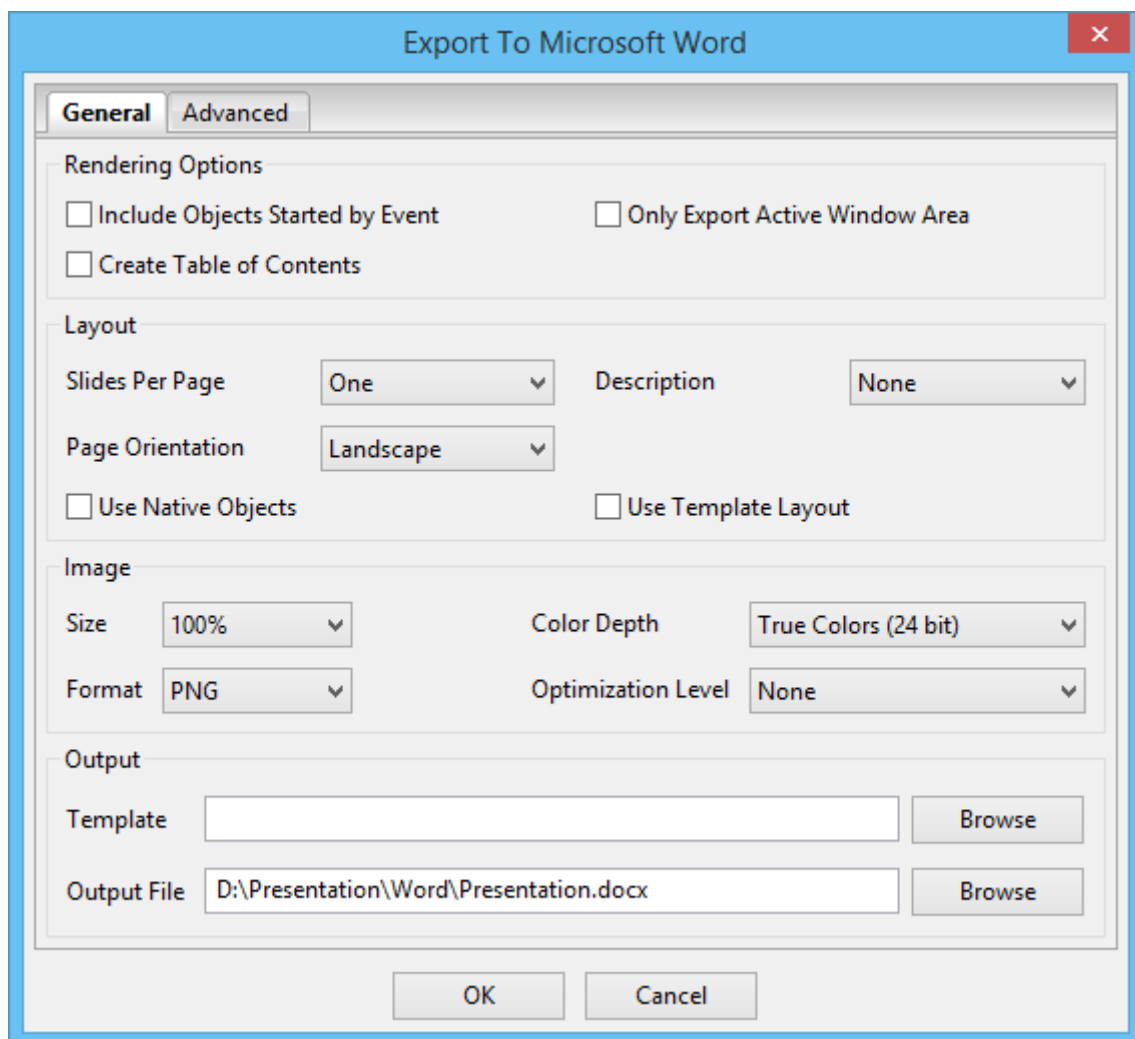 Export To Microsoft Word
General Advanced
Rendering Options
Include Objects Started by Event Only Export Active Window Area
Create Table of Contents
Layout
Slides Per Page One Description None
Page Orientation Landscape
Use Native Objects Use Template Layout
Image
Size 100% Color Depth True Colors (24 bit)
Format PNG Optimization Level None
Output
Template Browse
Output File D:\Presentation\Word\Presentation.docx Browse
OK Cancel